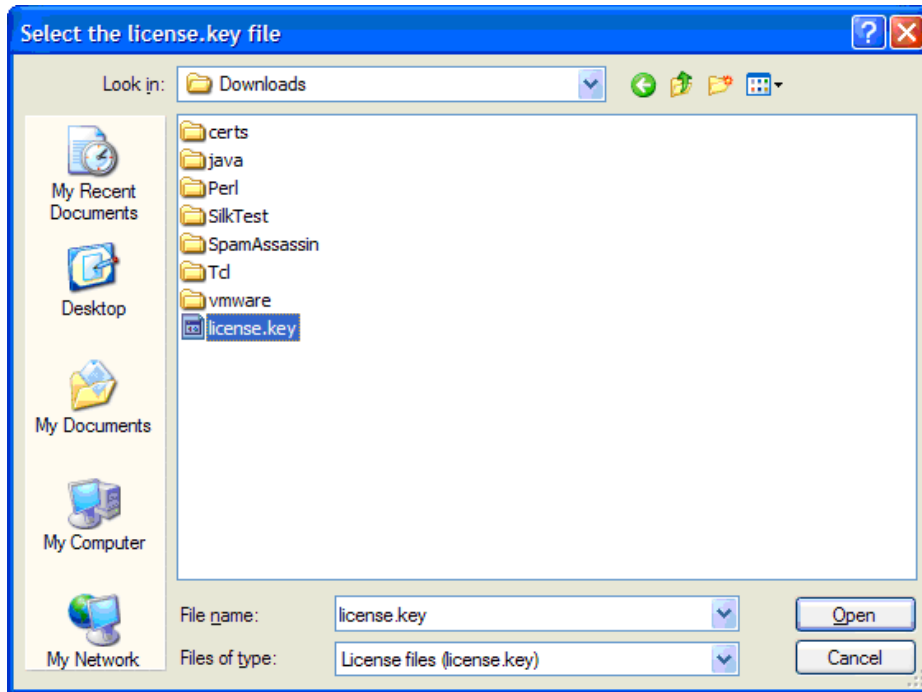 Select the license.key file
Look in: Downloads
My Recent
Documents
Desktop
My Documents
My Computer
My Network
certs
java
Perl
SilkTest
SpamAssassin
Tcl
vmware
license.key
File name: license.key Open
Files of type: License files (license.key) Cancel